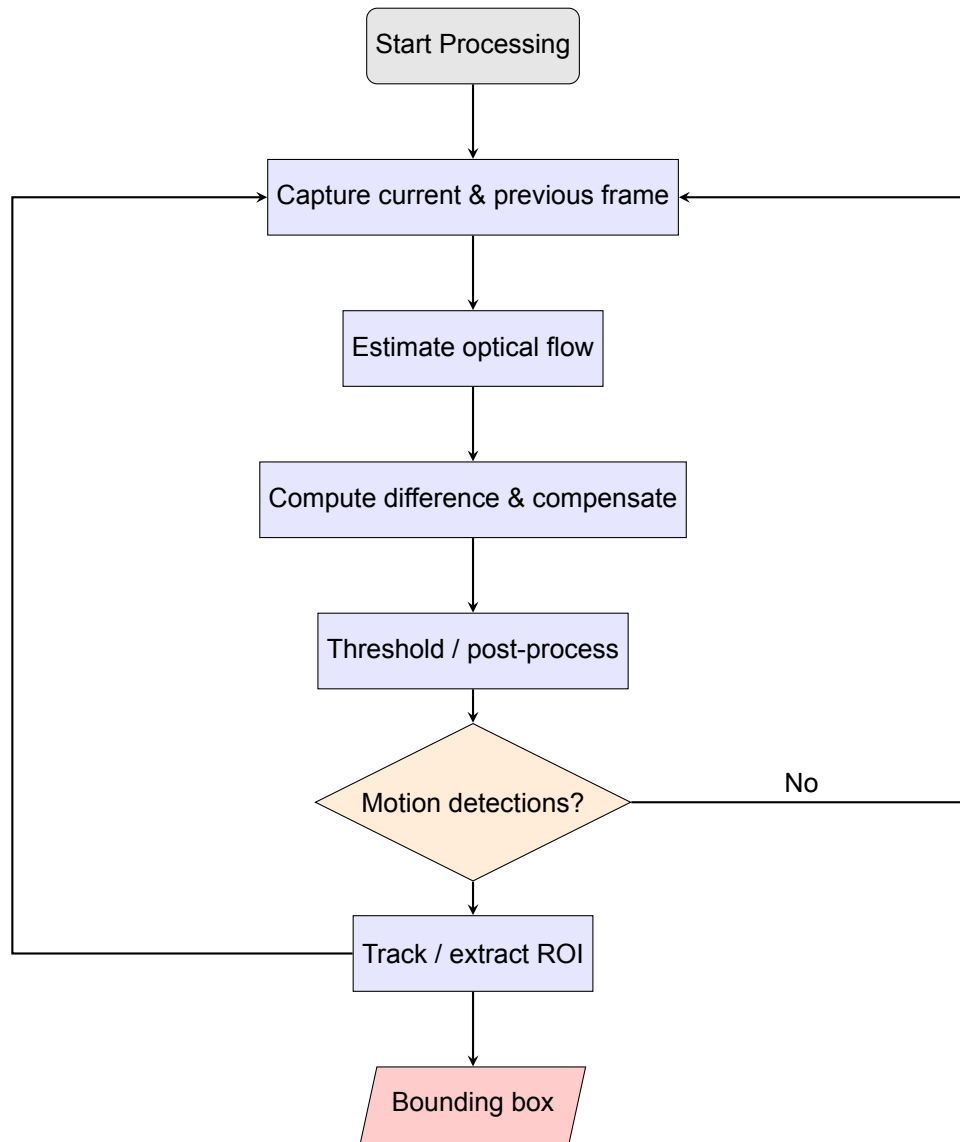 Start Processing
Capture current & previous frame
Estimate optical flow
Compute difference & compensate
Threshold / post-process
Motion detections?
No
Track / extract ROI
Bounding box